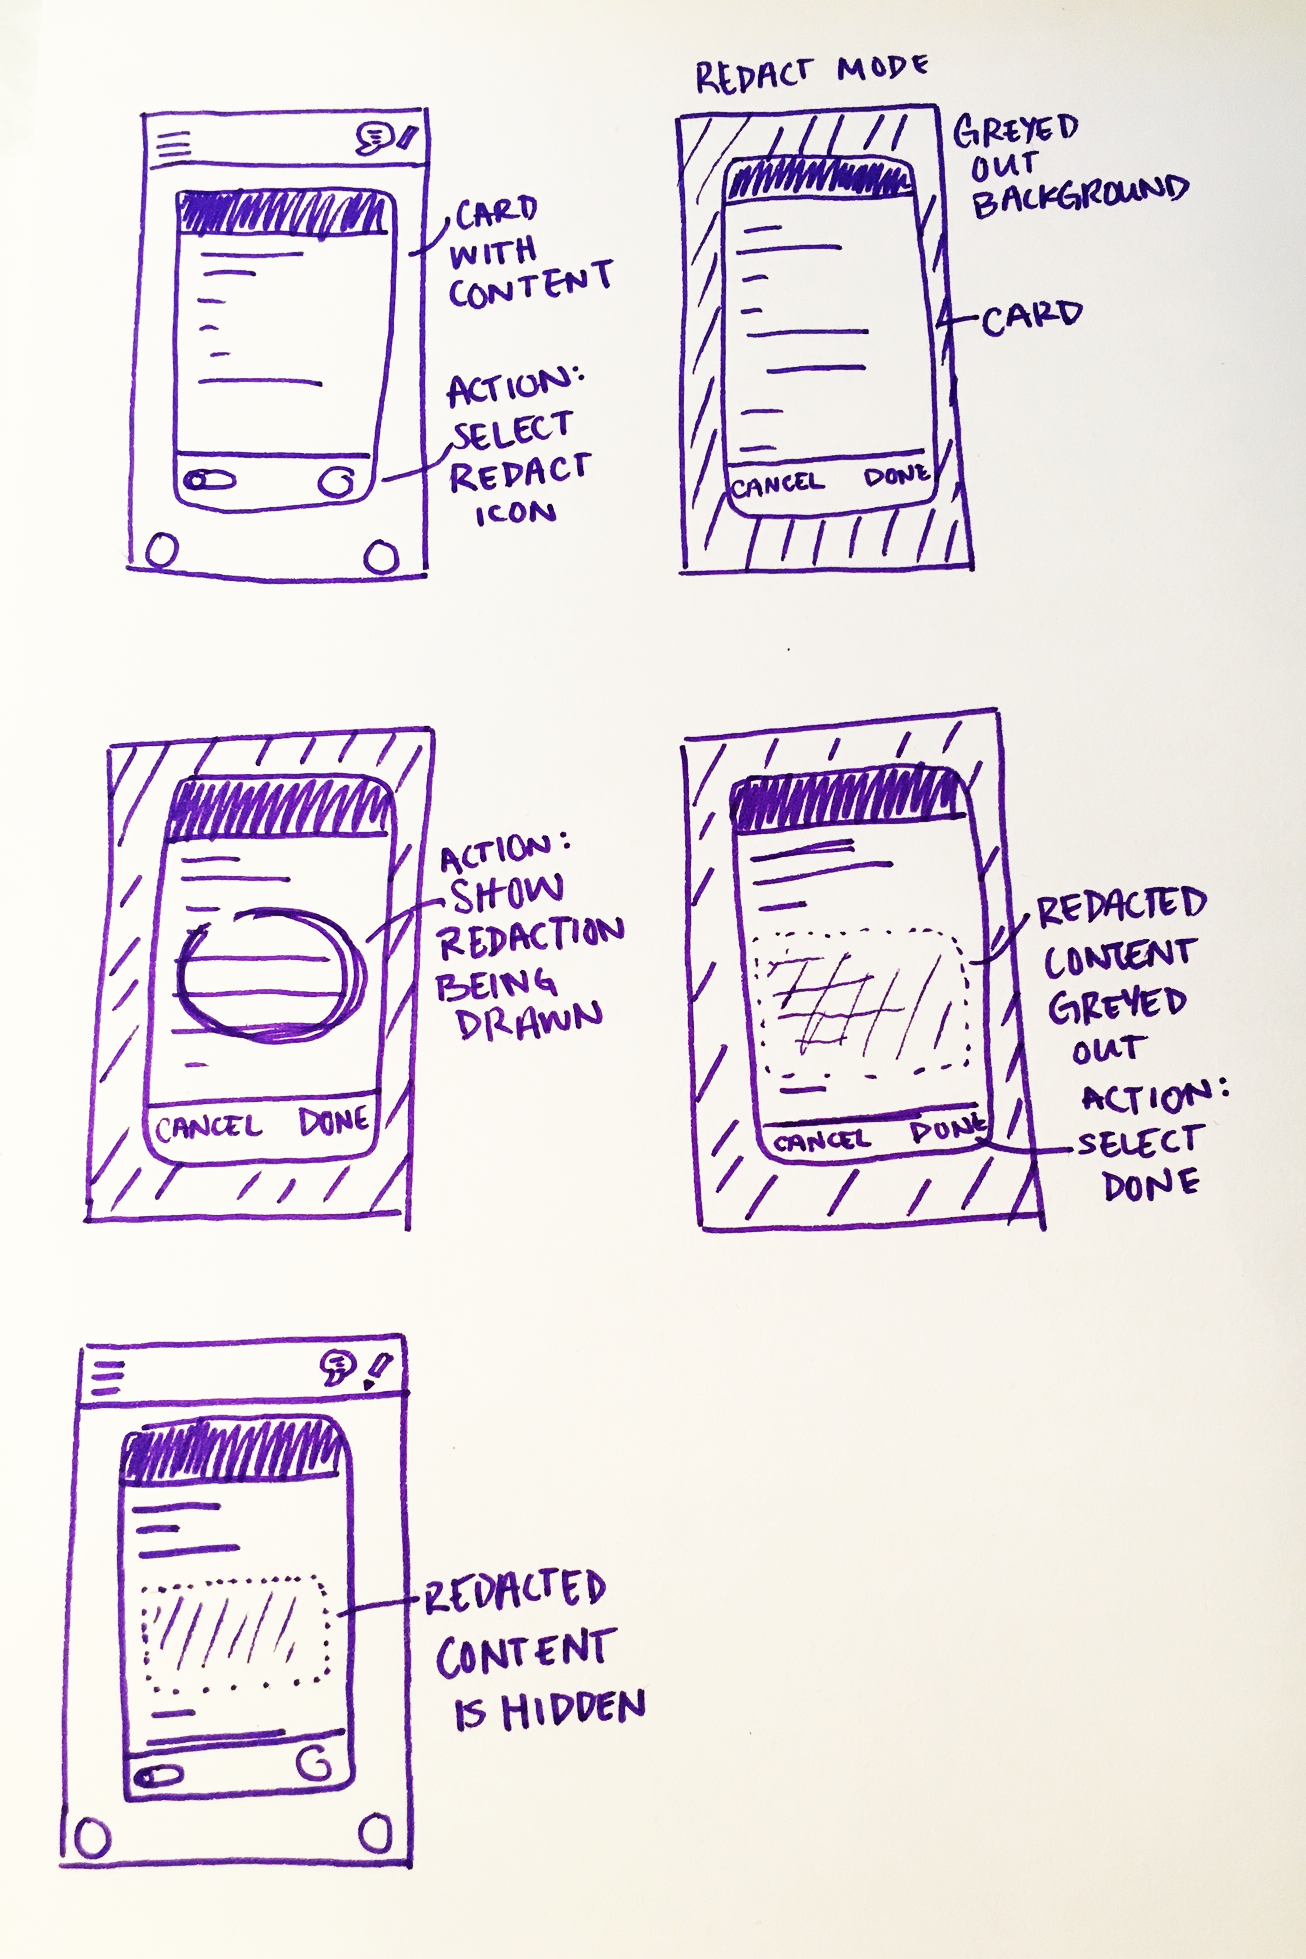 CARD
WITH
CONTENT
ACTION:
SELECT
REDACT
ICON
REDACT MODE
GREYED
OUT
BACKGROUND
CARD
CANCEL DONE
ACTION:
SHOW
REDACTION
BEING
DRAWN
CANCEL DONE
REDACTED
CONTENT
GREYED
OUT
ACTION:
SELECT
DONE
CANCEL DONE
REDACTED
CONTENT
IS HIDDEN